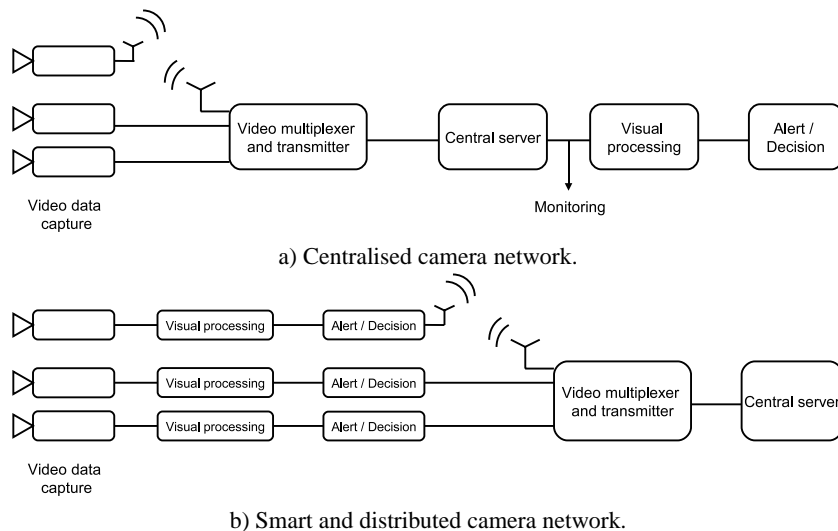 Video multiplexer
and transmitter
Central server
Visual
processing
Alert /
Decision
Video data
capture
Monitoring
a) Centralised camera network.
Visual processing
Alert / Decision
Visual processing
Alert / Decision
Visual processing
Alert / Decision
Video multiplexer
and transmitter
Central server
Video data
capture
b) Smart and distributed camera network.